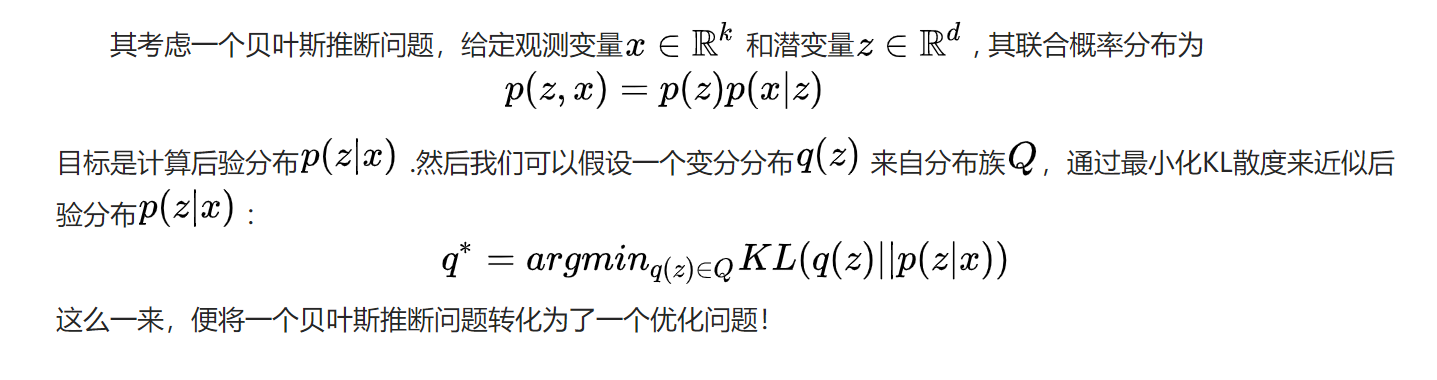 其考虑一个贝叶斯推断问题，给定观测变量$x \in \mathbb{R}^k$ 和潜变量$z \in \mathbb{R}^d$ , 其联合概率分布为
$p(z, x) = p(z)p(x|z)$
目标是计算后验分布$p(z|x)$ .然后我们可以假设一个变分分布$q(z)$ 来自分布族$Q$，通过最小化KL散度来近似后
验分布$p(z|x)$：
$q^* = argmin_{q(z) \in Q} KL(q(z)||p(z|x))$
这么一来，便将一个贝叶斯推断问题转化为了一个优化问题！